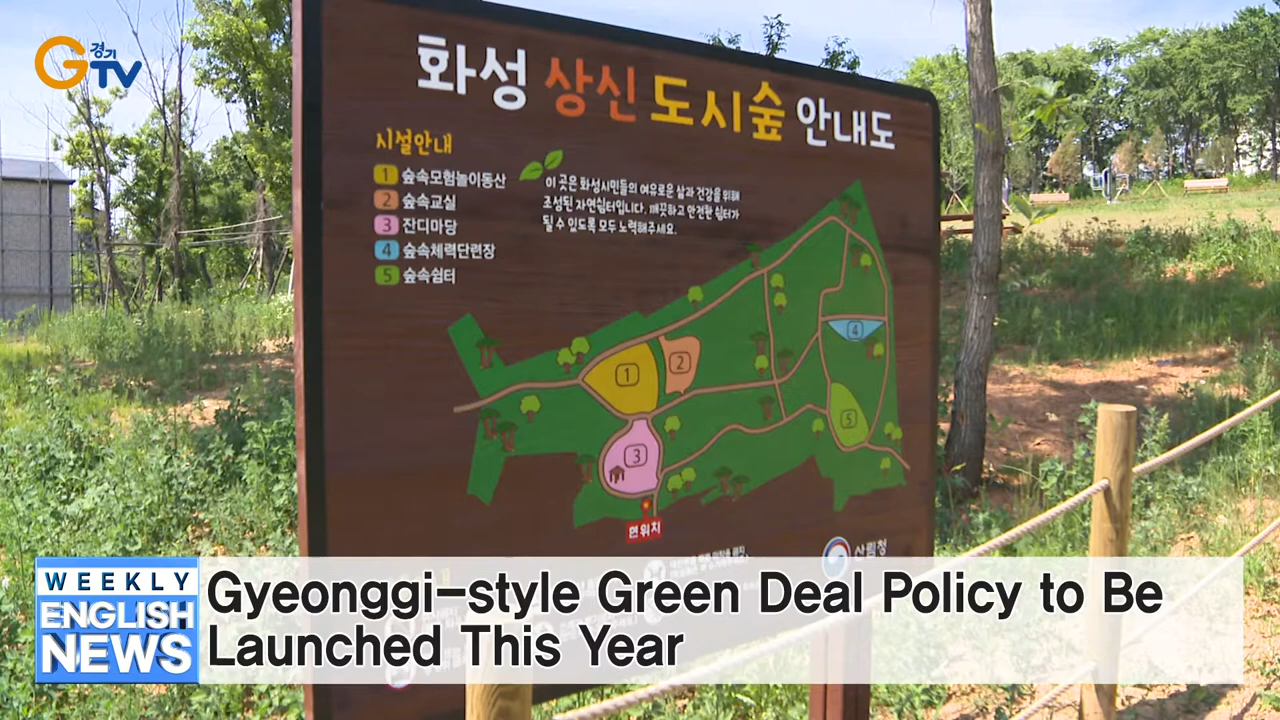 G 경기 TV
화성 상신 도시숲 안내도
시설안내
1 숲속모험놀이동산
2 숲속교실
3 잔디마당
4 숲속체력단련장
5 숲속쉼터
이 곳은 화성시민들의 여유로운 삶과 건강을 위해
조성된 자연쉼터입니다. 깨끗하고 안전한 쉼터가
될 수 있도록 모두 노력해주세요.
4
1
2
5
3
현위치
산림청
WEEKLY
ENGLISH
NEWS
Gyeonggi-style Green Deal Policy to Be
Launched This Year